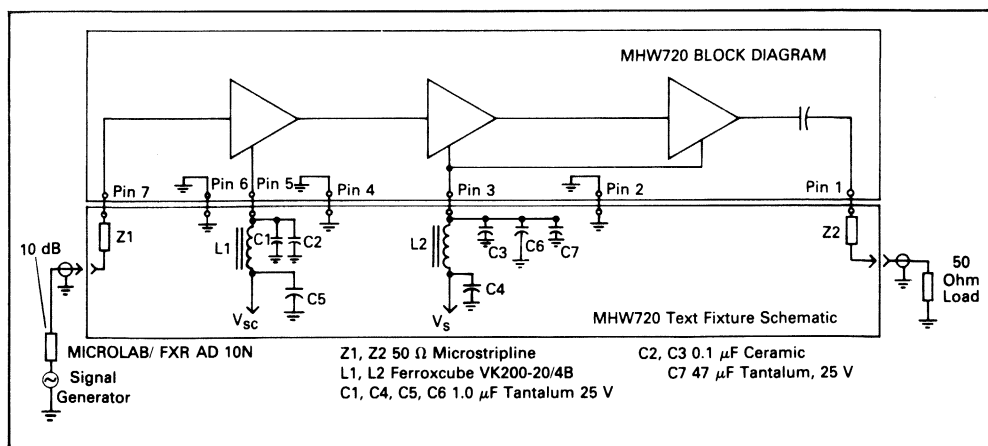 MHW720 BLOCK DIAGRAM
Pin 7
Pin 6
Pin 5
Pin 4
Pin 3
Pin 2
Pin 1
Z1
L1
C1
C2
C5
L2
C3
C6
C7
C4
Z2
10 dB
50
Ohm
Load
VSC
VS
MHW720 Text Fixture Schematic
MICROLAB/ FXR AD 10N
Signal
Generator
Z1, Z2 50 Ω Microstripline
L1, L2 Ferroxcube VK200-20/4B
C1, C4, C5, C6 1.0 μF Tantalum 25 V
C2, C3 0.1 μF Ceramic
C7 47 μF Tantalum, 25 V